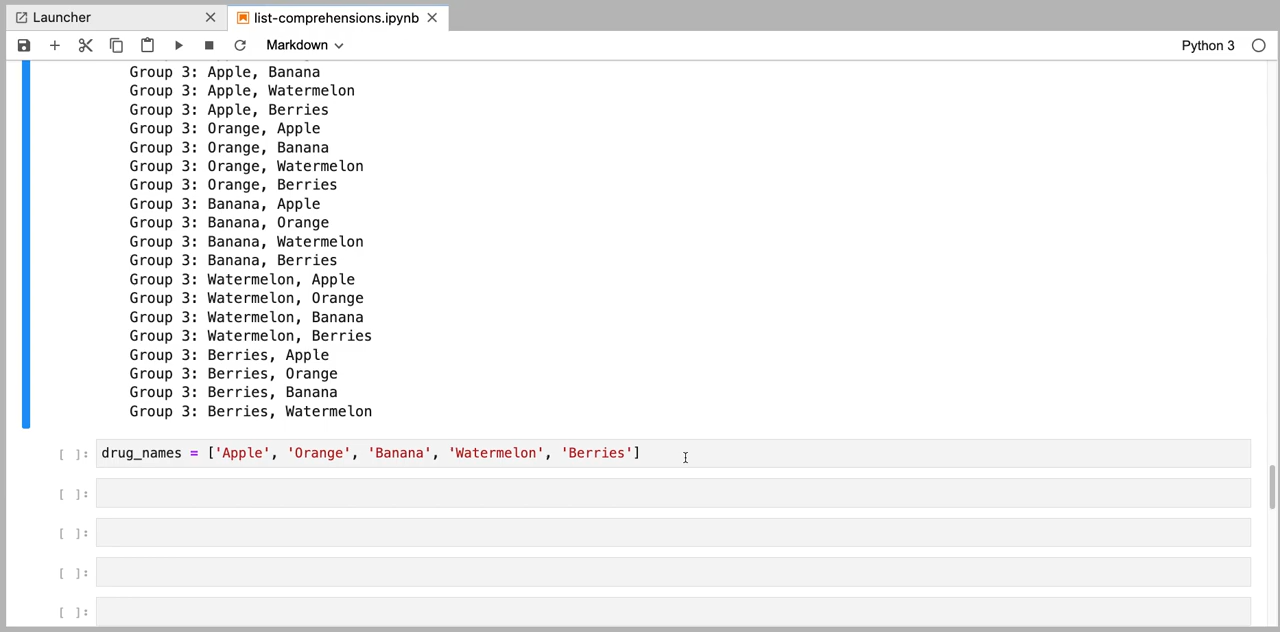 Launcher
list-comprehensions.ipynb
Markdown
Python 3
Group 3: Apple, Banana
Group 3: Apple, Watermelon
Group 3: Apple, Berries
Group 3: Orange, Apple
Group 3: Orange, Banana
Group 3: Orange, Watermelon
Group 3: Orange, Berries
Group 3: Banana, Apple
Group 3: Banana, Orange
Group 3: Banana, Watermelon
Group 3: Banana, Berries
Group 3: Watermelon, Apple
Group 3: Watermelon, Orange
Group 3: Watermelon, Banana
Group 3: Watermelon, Berries
Group 3: Berries, Apple
Group 3: Berries, Orange
Group 3: Berries, Banana
Group 3: Berries, Watermelon
[ ]: drug_names = ['Apple', 'Orange', 'Banana', 'Watermelon', 'Berries']
[ ]:
[ ]:
[ ]:
[ ]: